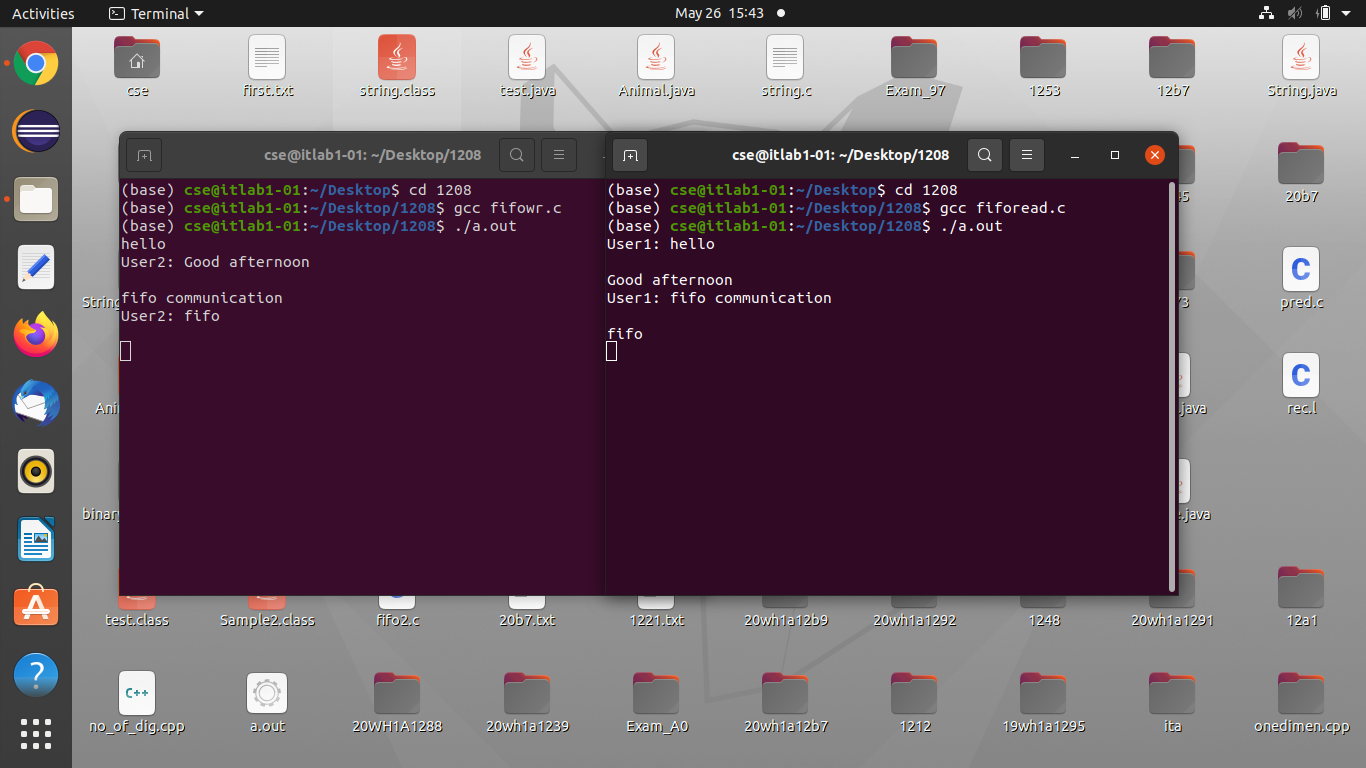 Activities
Terminal
May 26 15:43
cse
first.txt
string.class
test.java
Animal.java
string.c
Exam_97
1253
12b7
String.java
cse@itlab1-01: ~/Desktop/1208
(base) cse@itlab1-01:~/Desktop$ cd 1208
(base) cse@itlab1-01:~/Desktop/1208$ gcc fifowr.c
(base) cse@itlab1-01:~/Desktop/1208$ ./a.out
hello
User2: Good afternoon
fifo communication
User2: fifo
cse@itlab1-01: ~/Desktop/1208
(base) cse@itlab1-01:~/Desktop$ cd 1208
(base) cse@itlab1-01:~/Desktop/1208$ gcc fiforead.c
(base) cse@itlab1-01:~/Desktop/1208$ ./a.out
User1: hello
Good afternoon
User1: fifo communication
fifo
20b7
String
pred.c
Ani
.java
rec.l
binary
.java
test.class
Sample2.class
fifo2.c
20b7.txt
1221.txt
20wh1a12b9
20wh1a1292
1248
20wh1a1291
12a1
C++
no_of_dig.cpp
a.out
20WH1A1288
20wh1a1239
Exam_A0
20wh1a12b7
1212
19wh1a1295
ita
onedimen.cpp